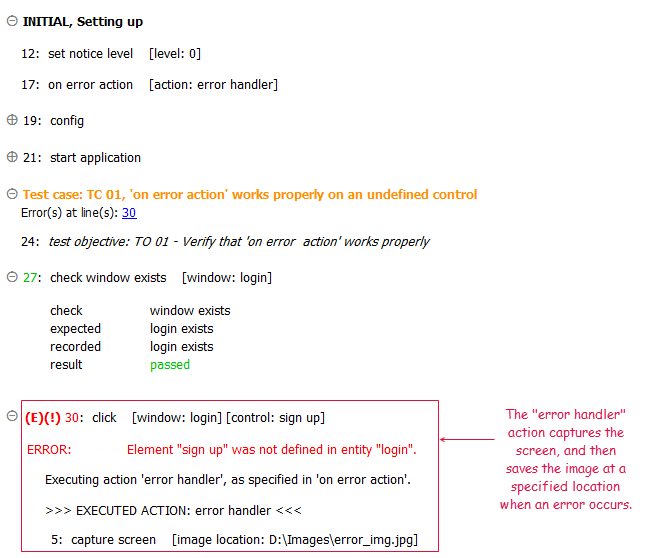 INITIAL, Setting up
12: set notice level [level: 0]
17: on error action [action: error handler]
19: config
21: start application
Test case: TC 01, 'on error action' works properly on an undefined control
Error(s) at line(s): 30
24: test objective: TO 01 - Verify that 'on error action' works properly
27: check window exists [window: login]
check window exists
expected login exists
recorded login exists
result passed
(E)(!) 30: click [window: login] [control: sign up]
ERROR: Element "sign up" was not defined in entity "login".
Executing action 'error handler', as specified in 'on error action'.
>>> EXECUTED ACTION: error handler <<<
5: capture screen [image location: D:\Images\error_img.jpg]
The "error handler"
action captures the
screen, and then
saves the image at a
specified location
when an error occurs.